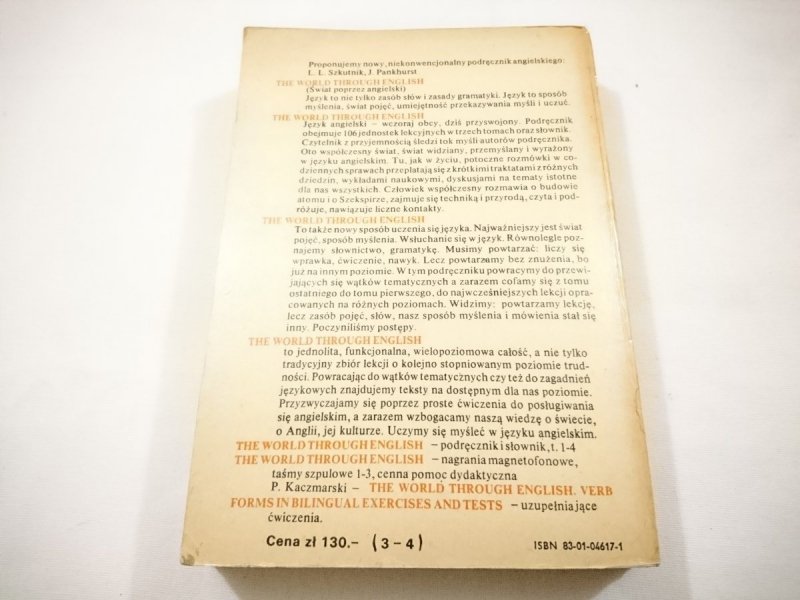 Proponujemy nowy, niekonwencjonalny podręcznik angielskiego:
L. L. Szkutnik, J. Pankhurst
THE WORLD THROUGH ENGLISH
(Świat poprzez angielski)
Język to nie tylko zasób słów i zasady gramatyki. Język to sposób
myślenia, świat pojęć, umiejętność przekazywania myśli i uczuć.
THE WORLD THROUGH ENGLISH
Język angielski – wczoraj obcy, dziś przyswojony. Podręcznik
obejmuje 106 jednostek lekcyjnych w trzech tomach oraz słownik.
Czytelnik z przyjemnością śledzi tok myśli autorów podręcznika.
Oto współczesny świat, świat widziany, przemyślany i wyrażony
w języku angielskim. Tu, jak w życiu, potoczne rozmówki w co-
dziennych sprawach przeplatają się z krótkimi traktatami z różnych
dziedzin, wykładami naukowymi, dyskusjami na tematy istotne
dla nas wszystkich. Człowiek współczesny rozmawia o budowie
atomu i o Szekspirze, zajmuje się techniką i przyrodą, czyta i pod-
różuje, nawiązuje liczne kontakty.
THE WORLD THROUGH ENGLISH
To także nowy sposób uczenia się języka. Najważniejszy jest świat
pojęć, sposób myślenia. Wsłuchanie się w język. Równolegle poz-
najemy słownictwo, gramatykę. Musimy powtarzać: liczy się
wprawka, ćwiczenie, nawyk. Lecz powtarzamy bez znużenia, bo
już na innym poziomie. W tym podręczniku powracymy do przewi-
jających się wątków tematycznych a zarazem cofamy się z tomu
ostatniego do tomu pierwszego, do najwcześniejszych lekcji opra-
cowanych na różnych poziomach. Widzimy: powtarzamy lekcję,
lecz zasób pojęć, słów, nasz sposób myślenia i mówienia stał się
inny. Poczyniliśmy postępy.
THE WORLD THROUGH ENGLISH
to jednolita, funkcjonalna, wielopoziomowa całość, a nie tylko
tradycyjny zbiór lekcji o kolejno stopniowanym poziomie trud-
ności. Powracając do wątków tematycznych czy też do zagadnień
językowych znajdujemy teksty na dostępnym dla nas poziomie.
Przyzwyczajamy się poprzez proste ćwiczenia do posługiwania
się angielskim, a zarazem wzbogacamy naszą wiedzę o świecie,
o Anglii, jej kulturze. Uczymy się myśleć w języku angielskim.
THE WORLD THROUGH ENGLISH – podręcznik i słownik, t. 1-4
THE WORLD THROUGH ENGLISH – nagrania magnetofonowe,
taśmy szpulowe 1-3, cenna pomoc dydaktyczna
P. Kaczmarski – THE WORLD THROUGH ENGLISH. VERB
FORMS IN BILINGUAL EXERCISES AND TESTS – uzupełniające
ćwiczenia.
Cena zł 130.- (3-4)
ISBN 83-01-04617-1